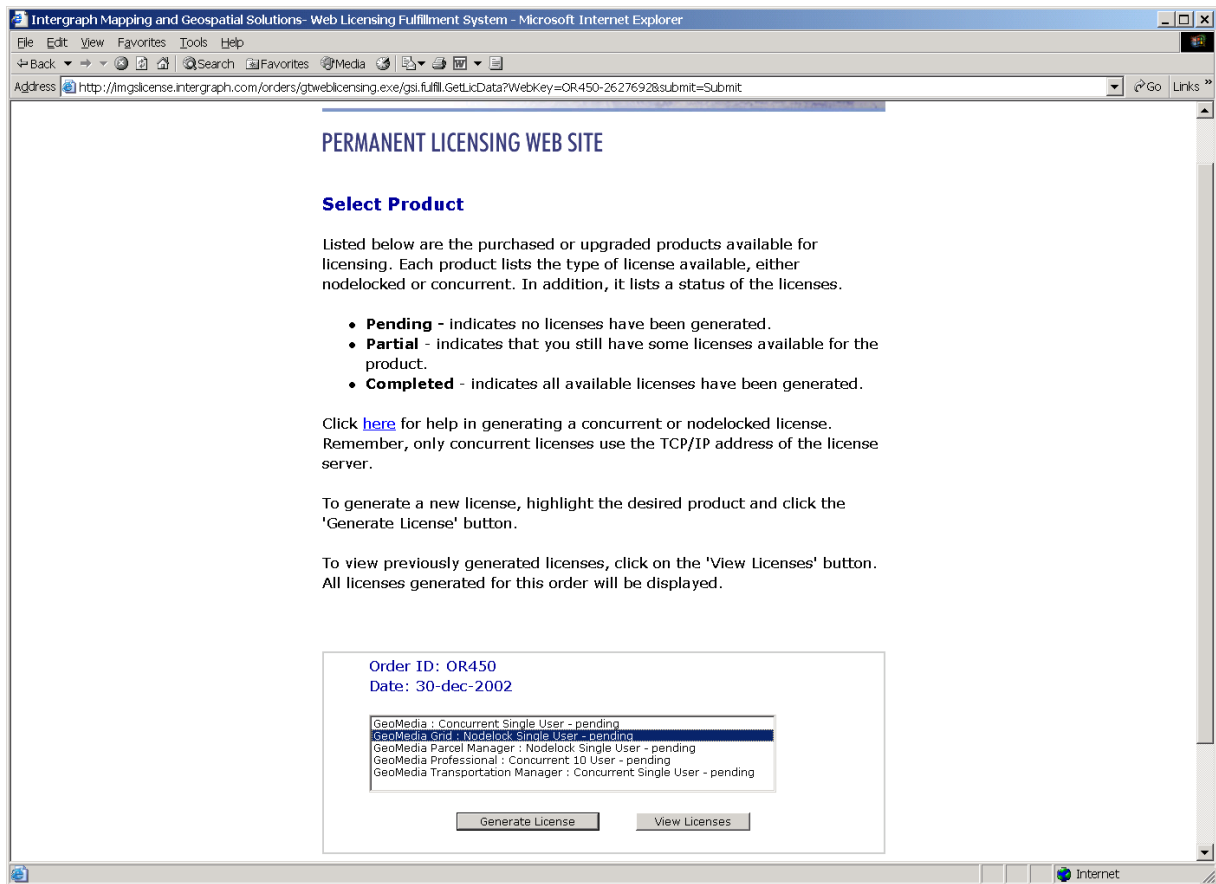 Intergraph Mapping and Geospatial Solutions- Web Licensing Fulfillment System - Microsoft Internet Explorer
File Edit View Favorites Tools Help
Back Search Favorites Media
Address http://imgslicense.intergraph.com/orders/gtweblicensing.exe/gsi.fulfill.GetLicData?WebKey=OR450-2627692&submit=Submit Go Links »
PERMANENT LICENSING WEB SITE
Select Product
Listed below are the purchased or upgraded products available for
licensing. Each product lists the type of license available, either
nodelocked or concurrent. In addition, it lists a status of the licenses.
• Pending - indicates no licenses have been generated.
• Partial - indicates that you still have some licenses available for the
product.
• Completed - indicates all available licenses have been generated.
Click here for help in generating a concurrent or nodelocked license.
Remember, only concurrent licenses use the TCP/IP address of the license
server.
To generate a new license, highlight the desired product and click the
'Generate License' button.
To view previously generated licenses, click on the 'View Licenses' button.
All licenses generated for this order will be displayed.
Order ID: OR450
Date: 30-dec-2002
GeoMedia : Concurrent Single User - pending
GeoMedia Grid : Nodelock Single User - pending
GeoMedia Parcel Manager : Nodelock Single User - pending
GeoMedia Professional : Concurrent 10 User - pending
GeoMedia Transportation Manager : Concurrent Single User - pending
Generate License View Licenses
Internet